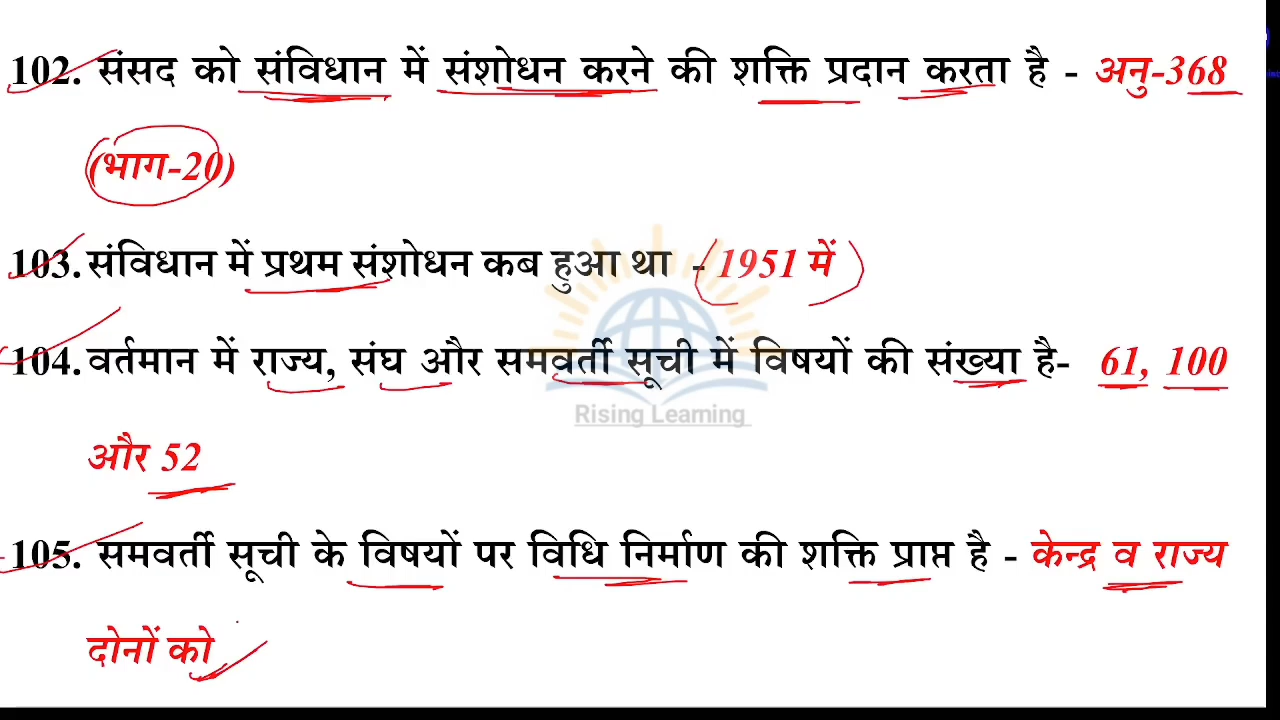 102. संसद को संविधान में संशोधन करने की शक्ति प्रदान करता है - अनु-368
(भाग-20)
103. संविधान में प्रथम संशोधन कब हुआ था - 1951 में
104. वर्तमान में राज्य, संघ और समवर्ती सूची में विषयों की संख्या है- 61, 100
Rising Learning
और 52
105. समवर्ती सूची के विषयों पर विधि निर्माण की शक्ति प्राप्त है - केन्द्र व राज्य
दोनों को